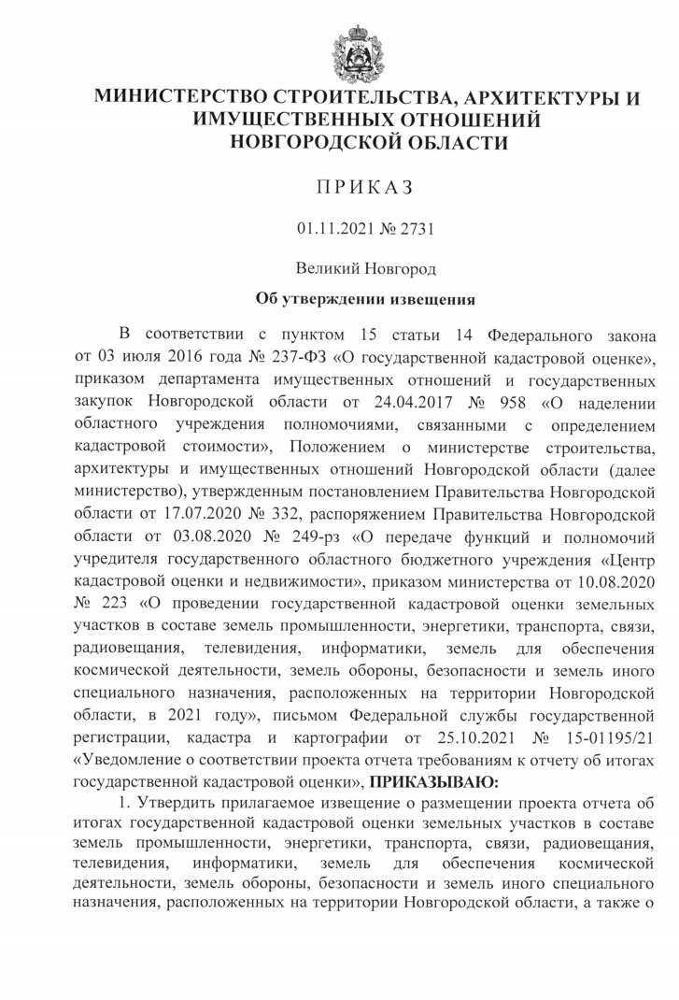 МИНИСТЕРСТВО СТРОИТЕЛЬСТВА, АРХИТЕКТУРЫ И
ИМУЩЕСТВЕННЫХ ОТНОШЕНИЙ
НОВГОРОДСКОЙ ОБЛАСТИ
П Р И К А З
01.11.2021 № 2731
Великий Новгород
Об утверждении извещения
В соответствии с пунктом 15 статьи 14 Федерального закона
от 03 июля 2016 года № 237-ФЗ «О государственной кадастровой оценке»,
приказом департамента имущественных отношений и государственных
закупок Новгородской области от 24.04.2017 № 958 «О наделении
областного учреждения полномочиями, связанными с определением
кадастровой стоимости», Положением о министерстве строительства,
архитектуры и имущественных отношений Новгородской области (далее
министерство), утвержденным постановлением Правительства Новгородской
области от 17.07.2020 № 332, распоряжением Правительства Новгородской
области от 03.08.2020 № 249-рз «О передаче функций и полномочий
учредителя государственного областного бюджетного учреждения «Центр
кадастровой оценки и недвижимости», приказом министерства от 10.08.2020
№ 223 «О проведении государственной кадастровой оценки земельных
участков в составе земель промышленности, энергетики, транспорта, связи,
радиовещания, телевидения, информатики, земель для обеспечения
космической деятельности, земель обороны, безопасности и земель иного
специального назначения, расположенных на территории Новгородской
области, в 2021 году», письмом Федеральной службы государственной
регистрации, кадастра и картографии от 25.10.2021 № 15-01195/21
«Уведомление о соответствии проекта отчета требованиям к отчету об итогах
государственной кадастровой оценки», ПРИКАЗЫВАЮ:
1. Утвердить прилагаемое извещение о размещении проекта отчета об
итогах государственной кадастровой оценки земельных участков в составе
земель промышленности, энергетики, транспорта, связи, радиовещания,
телевидения, информатики, земель для обеспечения космической
деятельности, земель обороны, безопасности и земель иного специального
назначения, расположенных на территории Новгородской области, а также о